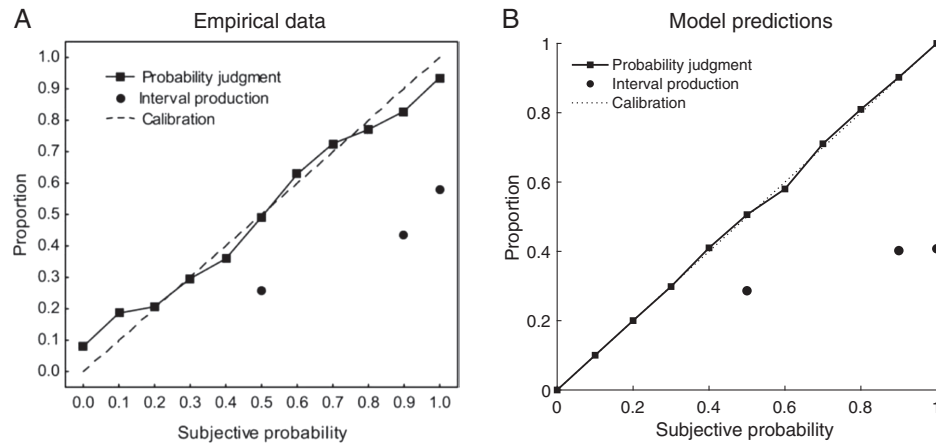 A
Empirical data
Probability judgment
Interval production
Calibration
1.0
0.9
0.8
0.7
0.6
0.5
0.4
0.3
0.2
0.1
0.0
Proportion
0.0 0.1 0.2 0.3 0.4 0.5 0.6 0.7 0.8 0.9 1.0
Subjective probability
B
Model predictions
Probability judgment
Interval production
Calibration
1
0.8
0.6
0.4
0.2
0
Proportion
0 0.2 0.4 0.6 0.8 1
Subjective probability